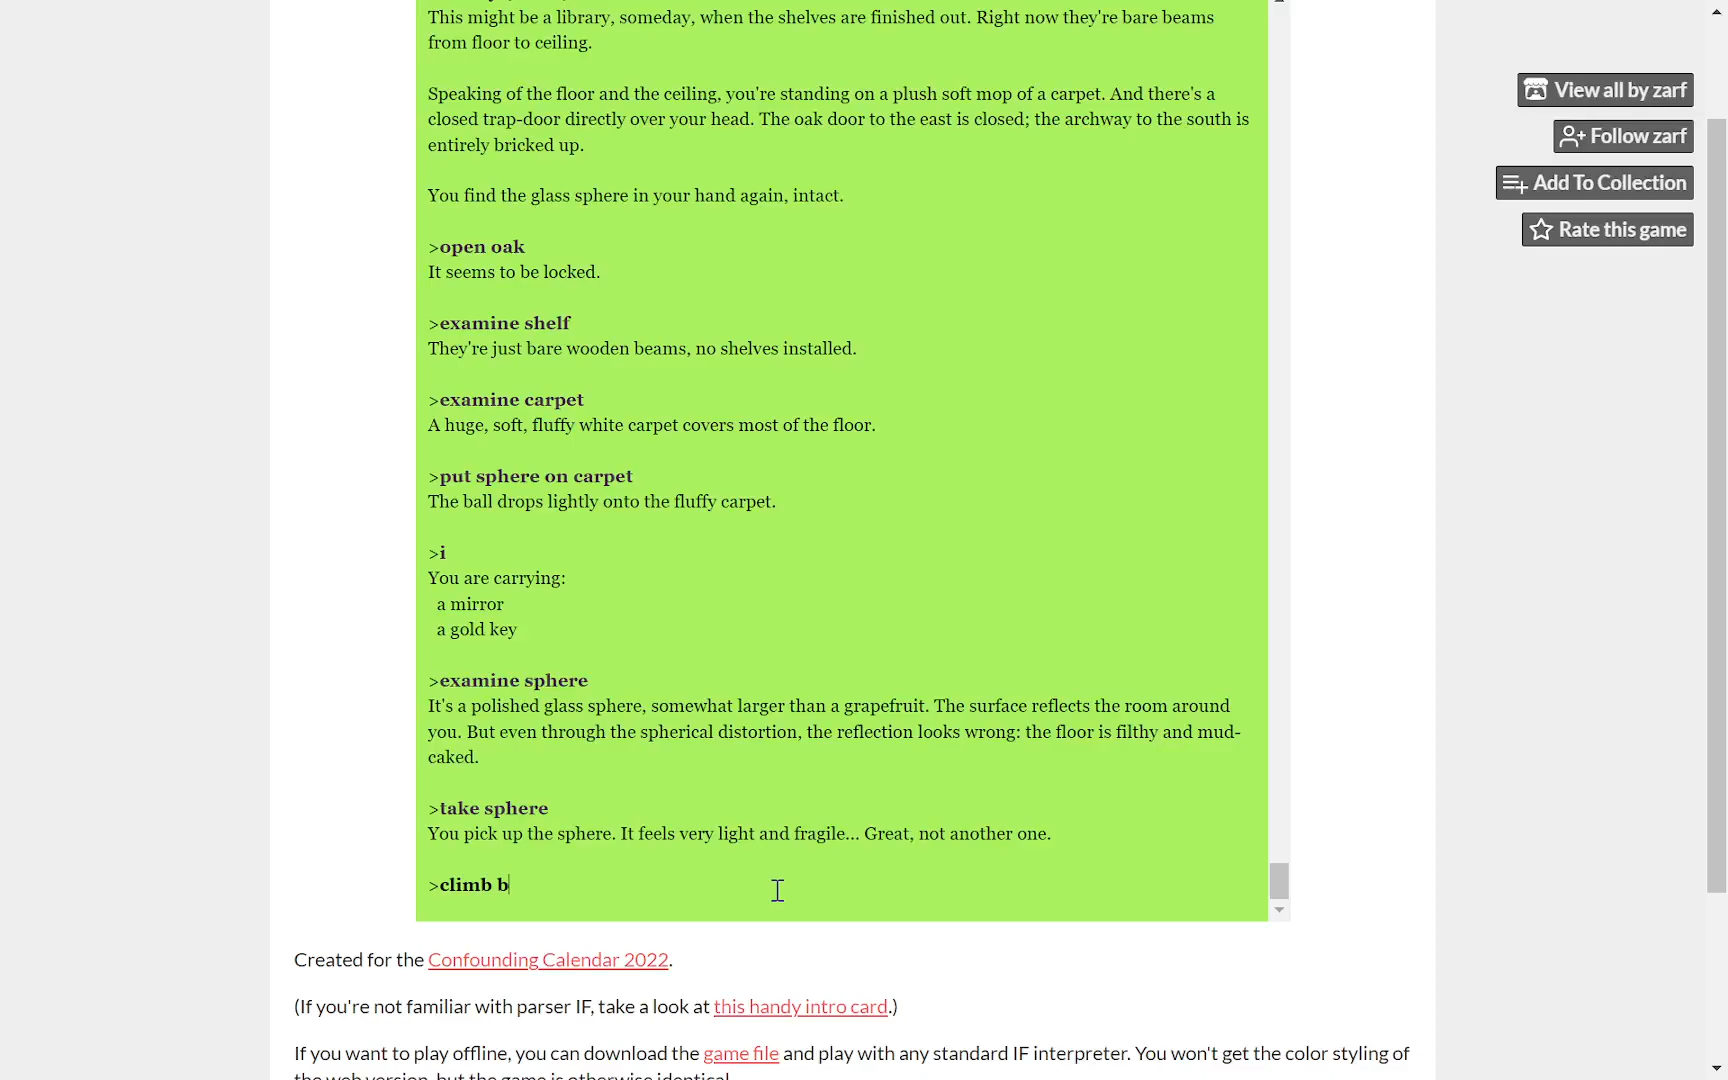 This might be a library, someday, when the shelves are finished out. Right now they're bare beams
from floor to ceiling.
Speaking of the floor and the ceiling, you're standing on a plush soft mop of a carpet. And there's a
closed trap-door directly over your head. The oak door to the east is closed; the archway to the south is
entirely bricked up.
You find the glass sphere in your hand again, intact.
>open oak
It seems to be locked.
>examine shelf
They're just bare wooden beams, no shelves installed.
>examine carpet
A huge, soft, fluffy white carpet covers most of the floor.
>put sphere on carpet
The ball drops lightly onto the fluffy carpet.
>i
You are carrying:
a mirror
a gold key
>examine sphere
It's a polished glass sphere, somewhat larger than a grapefruit. The surface reflects the room around
you. But even through the spherical distortion, the reflection looks wrong: the floor is filthy and mud-
caked.
>take sphere
You pick up the sphere. It feels very light and fragile... Great, not another one.
>climb b
View all by zarf
Follow zarf
Add To Collection
Rate this game
Created for the Confounding Calendar 2022.
(If you're not familiar with parser IF, take a look at this handy intro card.)
If you want to play offline, you can download the game file and play with any standard IF interpreter. You won't get the color styling of
the web version, but the game is otherwise identical.